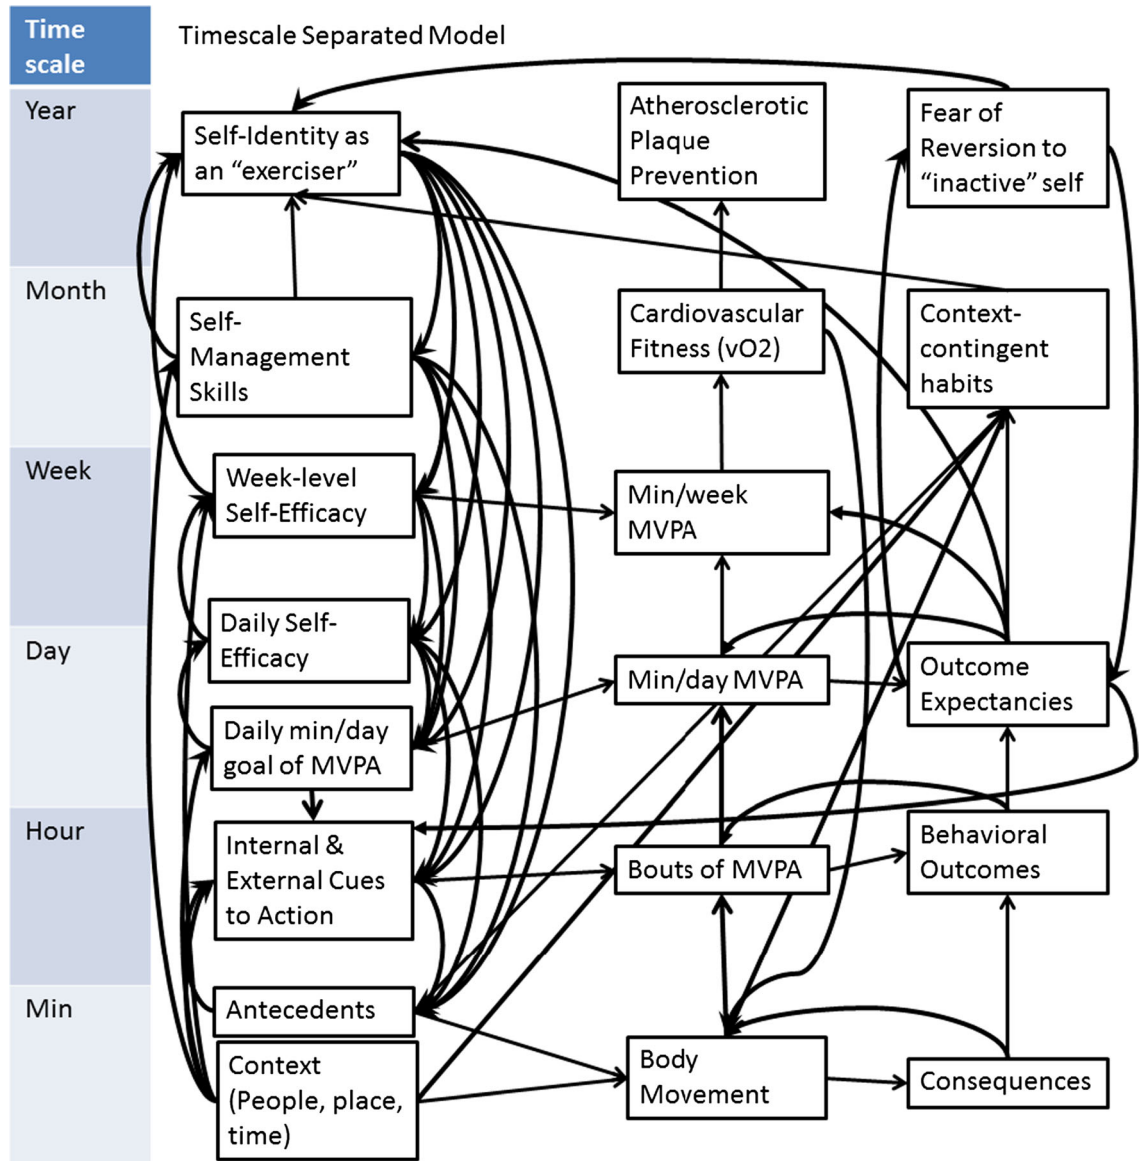 Time
scale
Timescale Separated Model
Year
Self-Identity as
an “exerciser”
Atherosclerotic
Plaque
Prevention
Fear of
Reversion to
“inactive” self
Month
Self-
Management
Skills
Cardiovascular
Fitness (vO2)
Context-
contingent
habits
Week
Week-level
Self-Efficacy
Min/week
MVPA
Day
Daily Self-
Efficacy
Min/day MVPA
Outcome
Expectancies
Daily min/day
goal of MVPA
Hour
Internal &
External Cues
to Action
Bouts of MVPA
Behavioral
Outcomes
Min
Antecedents
Context
(People, place,
time)
Body
Movement
Consequences